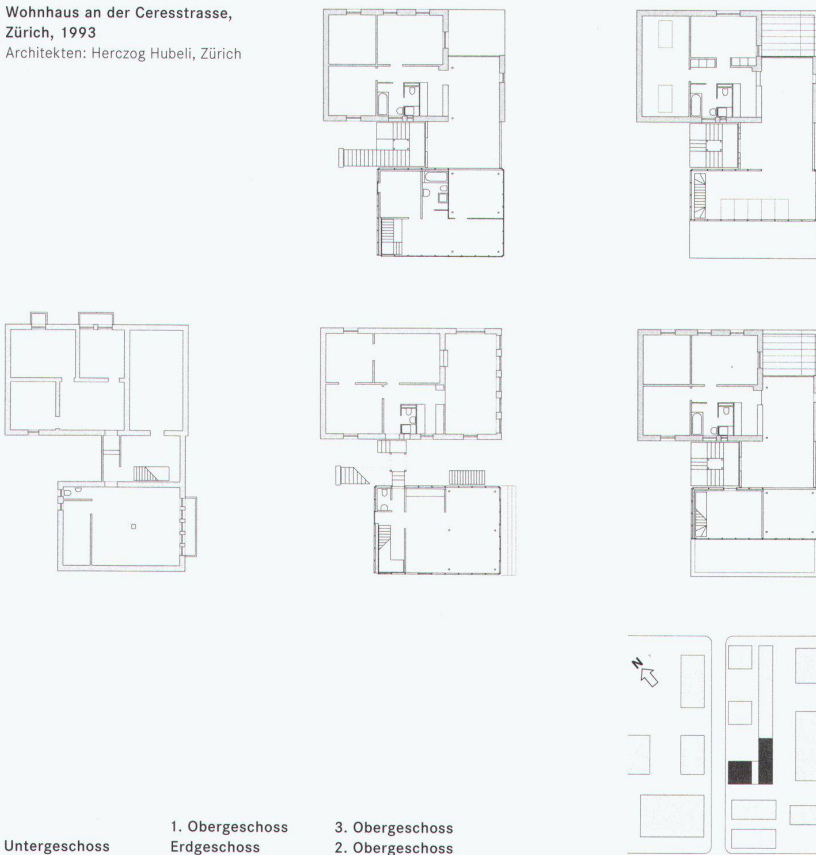 Wohnhaus an der Ceresstrasse,
Zürich, 1993
Architekten: Herczog Hubeli, Zürich
N
1. Obergeschoss 3. Obergeschoss
Untergeschoss Erdgeschoss 2. Obergeschoss